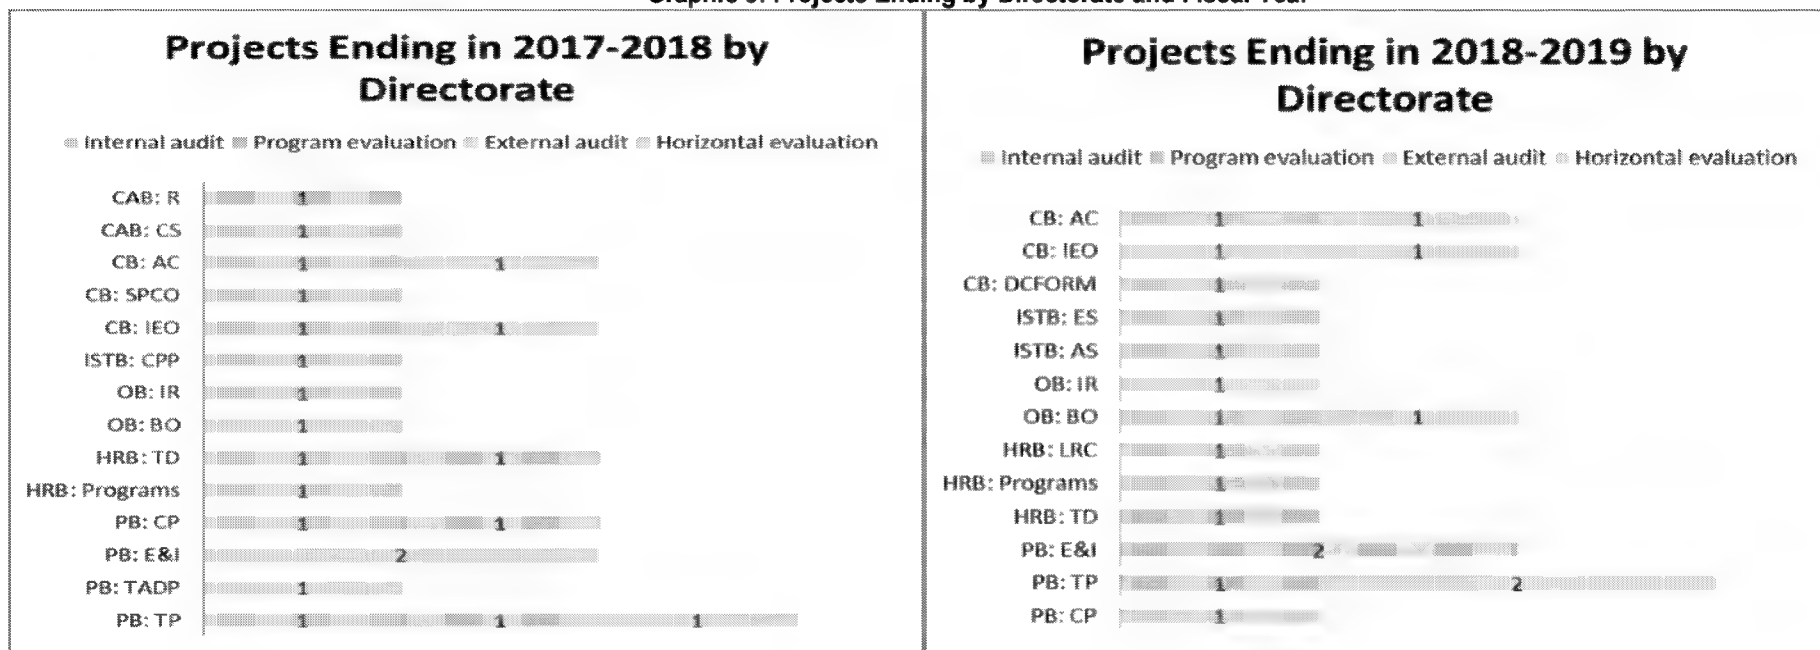 Projects Ending in 2017-2018 by
Directorate
Internal audit Program evaluation External audit Horizontal evaluation
CAB: R 1
CAB: CS 1
CB: AC 1 1
CB: SPCO 1
CB: IEO 1 1
ISTB: CPP 1
OB: IR 1
OB: BO 1
HRB: TD 1 1
HRB: Programs 1
PB: CP 1 1
PB: E&I 2
PB: TADP 1
PB: TP 1 1 1
Projects Ending in 2018-2019 by
Directorate
Internal audit Program evaluation External audit Horizontal evaluation
CB: AC 1 1
CB: IEO 1 1
CB: DCFORM 1
ISTB: ES 1
ISTB: AS 1
OB: IR 1
OB: BO 1 1
HRB: LRC 1
HRB: Programs 1
HRB: TD 1
PB: E&I 2
PB: TP 1 2
PB: CP 1